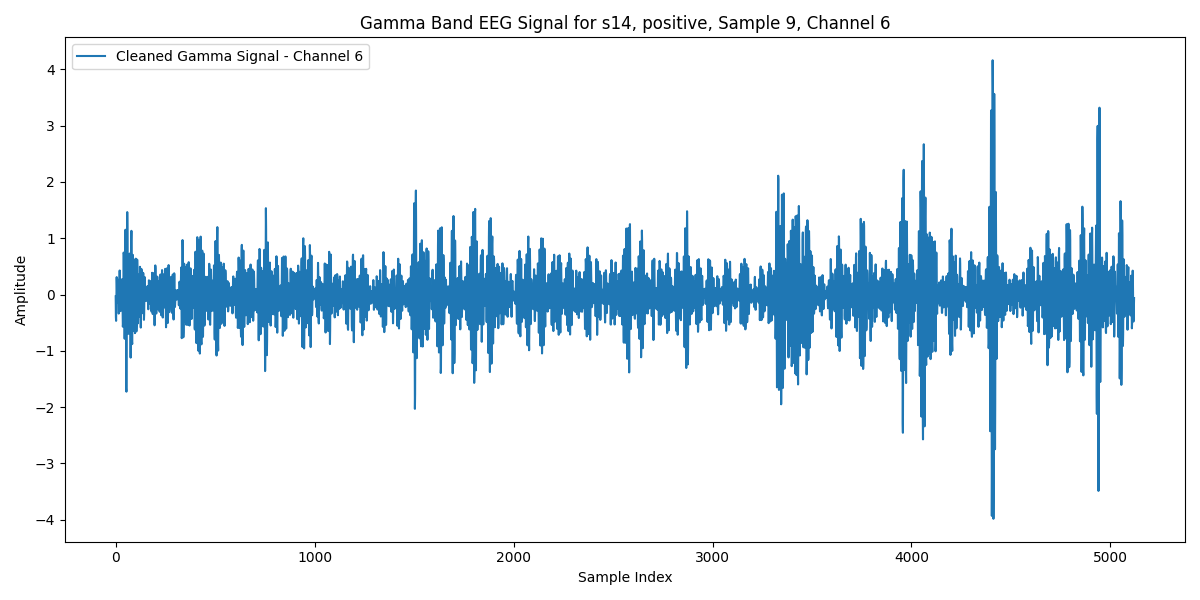 Gamma Band EEG Signal for s14, positive, Sample 9, Channel 6
Cleaned Gamma Signal - Channel 6
Amplitude
4
3
2
1
0
−1
−2
−3
−4
0 1000 2000 3000 4000 5000
Sample Index